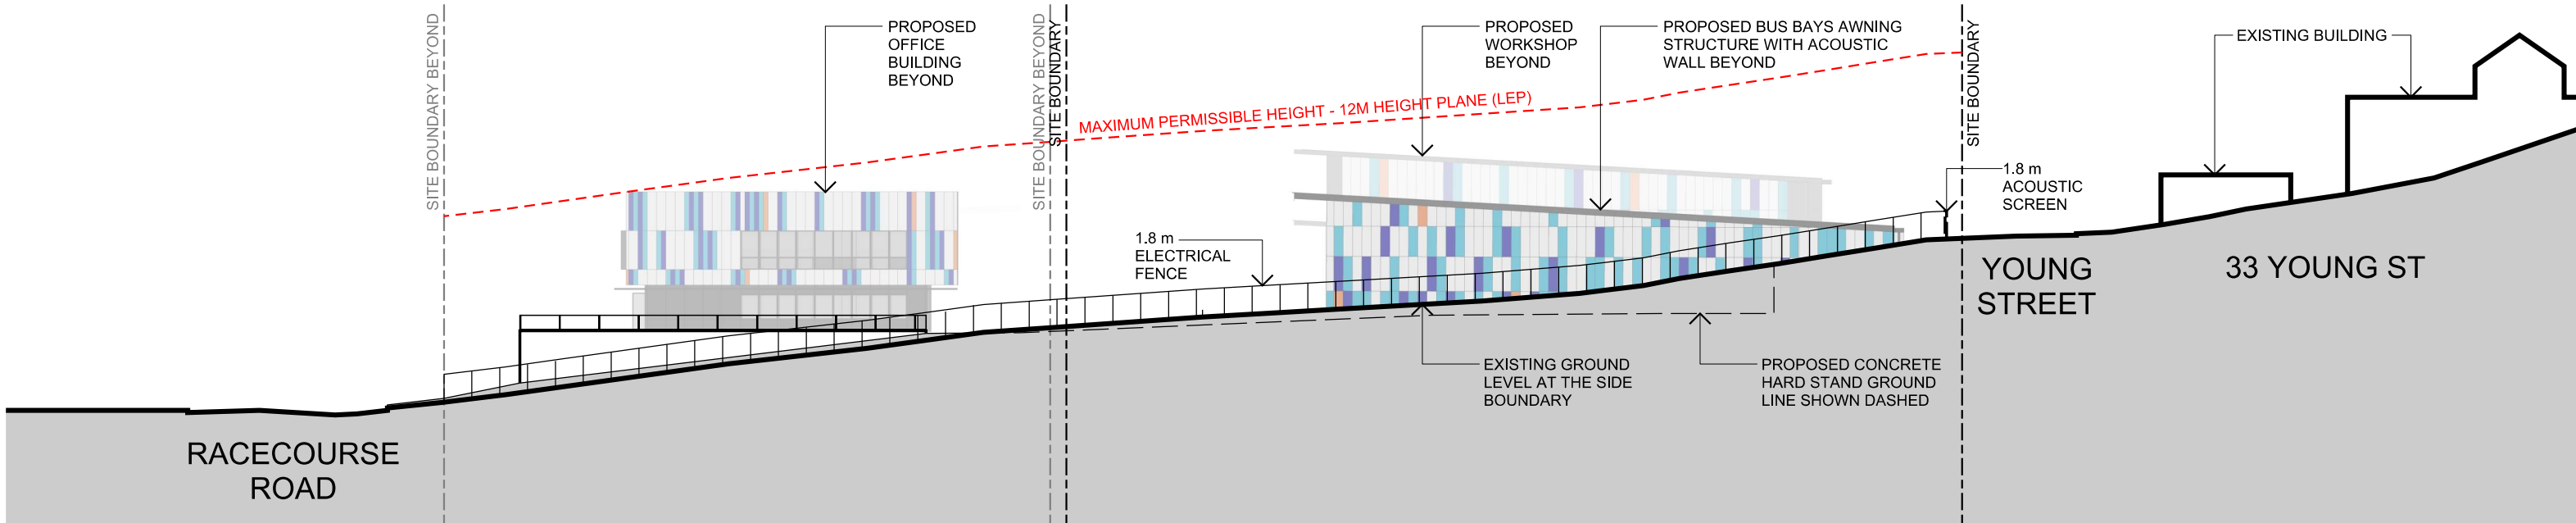 SITE BOUNDARY BEYOND
PROPOSED
OFFICE
BUILDING
BEYOND
SITE BOUNDARY BEYOND
SITE BOUNDARY
MAXIMUM PERMISSIBLE HEIGHT - 12M HEIGHT PLANE (LEP)
PROPOSED
WORKSHOP
BEYOND
PROPOSED BUS BAYS AWNING
STRUCTURE WITH ACOUSTIC
WALL BEYOND
SITE BOUNDARY
EXISTING BUILDING
1.8 m
ACOUSTIC
SCREEN
1.8 m
ELECTRICAL
FENCE
YOUNG
STREET
33 YOUNG ST
EXISTING GROUND
LEVEL AT THE SIDE
BOUNDARY
PROPOSED CONCRETE
HARD STAND GROUND
LINE SHOWN DASHED
RACECOURSE
ROAD